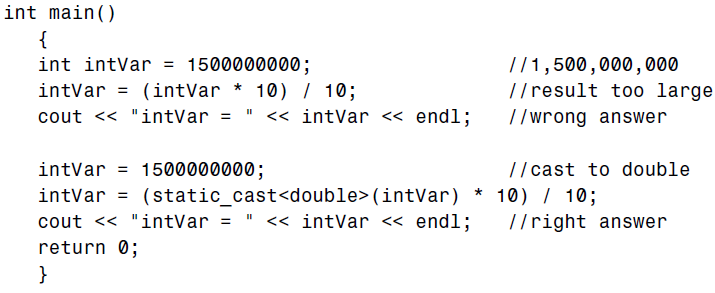 int main()
{
int intVar = 1500000000; //1,500,000,000
intVar = (intVar * 10) / 10; //result too large
cout << "intVar = " << intVar << endl; //wrong answer
intVar = 1500000000; //cast to double
intVar = (static_cast<double>(intVar) * 10) / 10;
cout << "intVar = " << intVar << endl; //right answer
return 0;
}